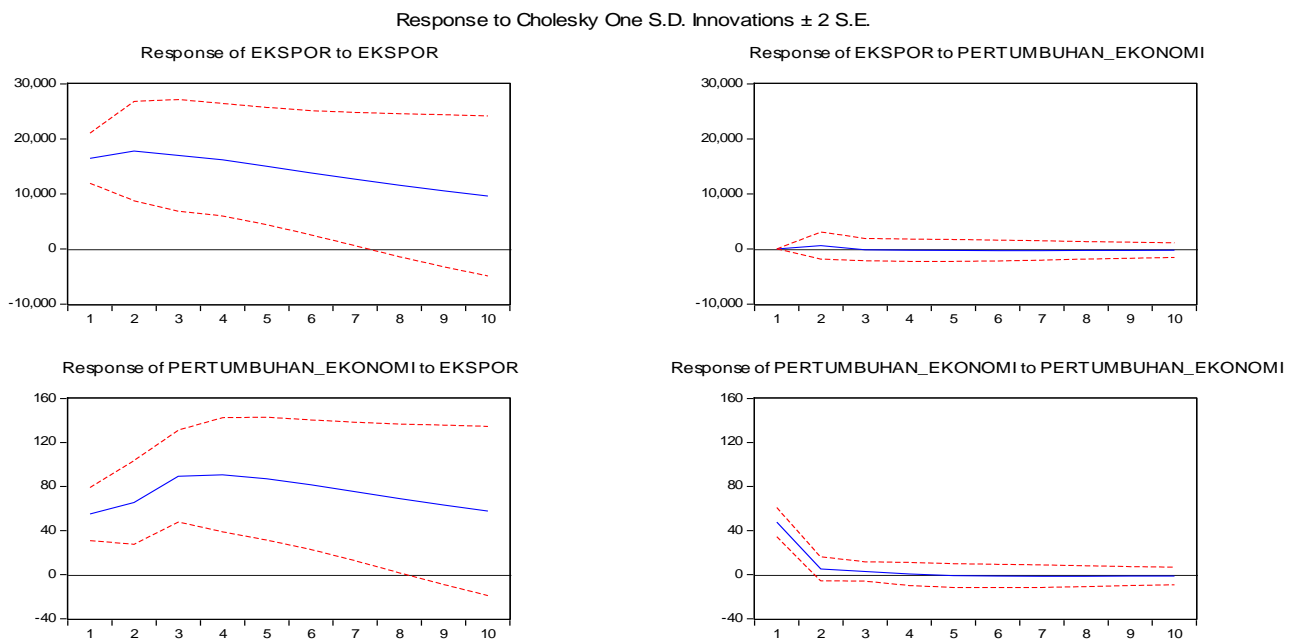 Response to Cholesky One S.D. Innovations ± 2 S.E.
Response of EKSPOR to EKSPOR
30,000
20,000
10,000
0
-10,000
1 2 3 4 5 6 7 8 9 10
Response of EKSPOR to PERTUMBUHAN_EKONOMI
30,000
20,000
10,000
0
-10,000
1 2 3 4 5 6 7 8 9 10
Response of PERTUMBUHAN_EKONOMI to EKSPOR
160
120
80
40
0
-40
1 2 3 4 5 6 7 8 9 10
Response of PERTUMBUHAN_EKONOMI to PERTUMBUHAN_EKONOMI
160
120
80
40
0
-40
1 2 3 4 5 6 7 8 9 10